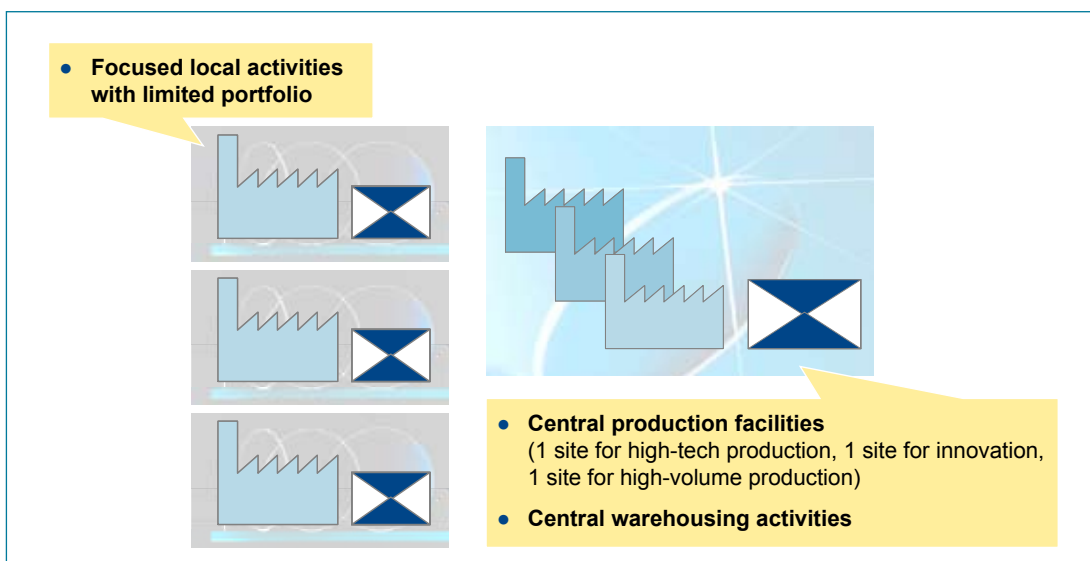 ● Focused local activities
with limited portfolio
● Central production facilities
(1 site for high-tech production, 1 site for innovation,
1 site for high-volume production)
● Central warehousing activities